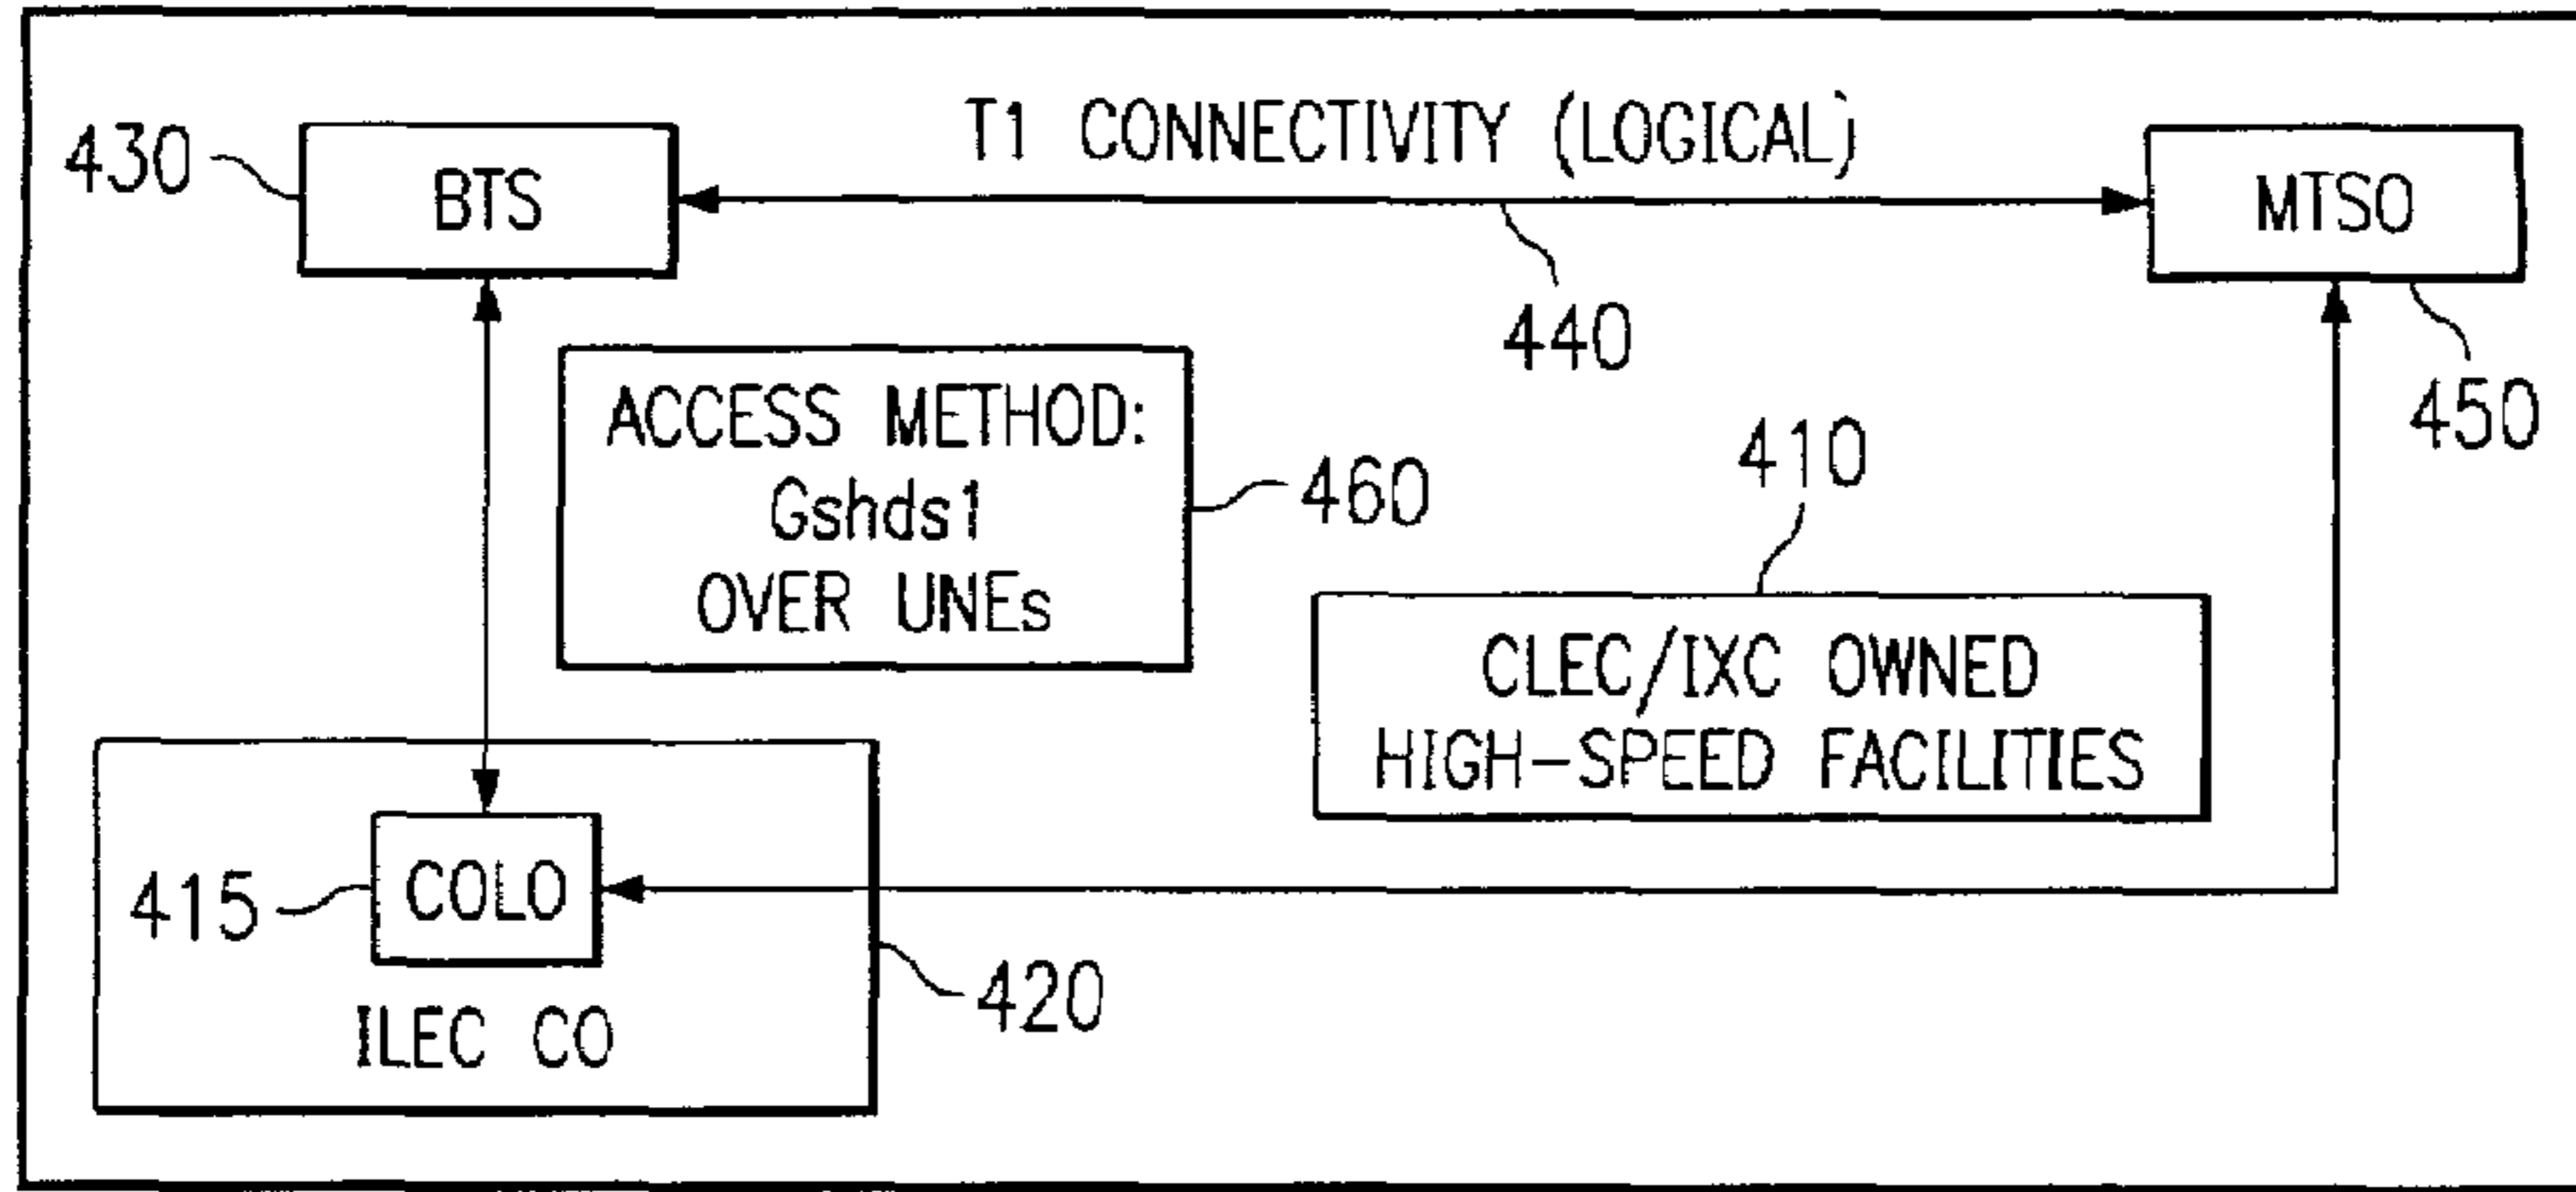 T1 CONNECTIVITY (LOGICAL)
430
BTS
MTSO
440
450
ACCESS METHOD:
Gshds1
OVER UNEs
460
410
CLEC/IXC OWNED
HIGH-SPEED FACILITIES
415
COLO
420
ILEC CO